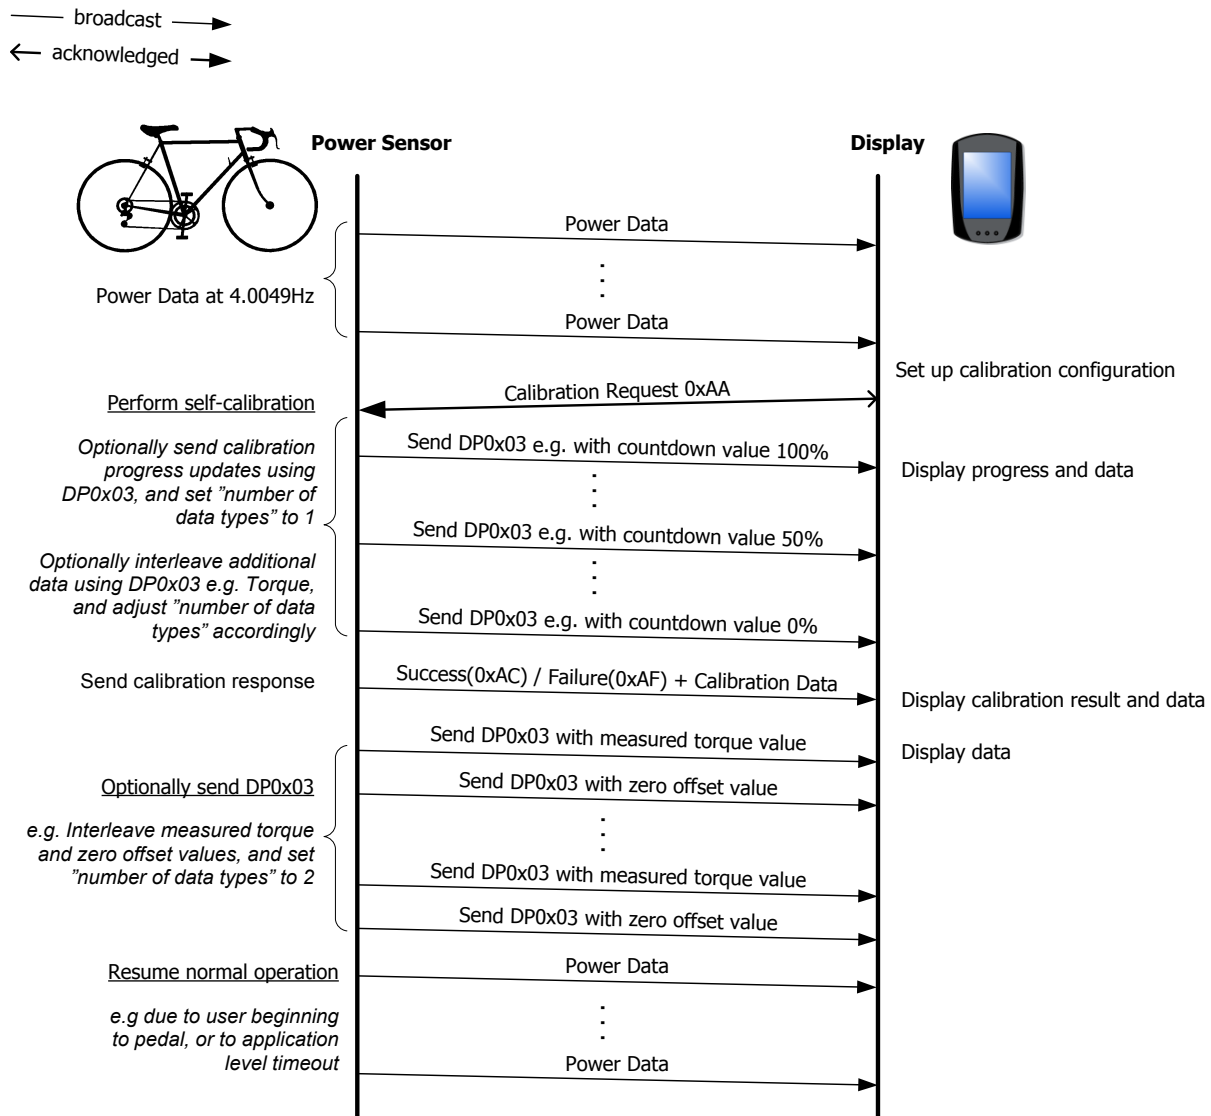 broadcast
acknowledged
Power Sensor
Display
Power Data
Power Data at 4.0049Hz
Power Data
Set up calibration configuration
Calibration Request 0xAA
Perform self-calibration
Optionally send calibration
progress updates using
DP0x03, and set "number of
data types" to 1
Send DP0x03 e.g. with countdown value 100%
Display progress and data
Send DP0x03 e.g. with countdown value 50%
Optionally interleave additional
data using DP0x03 e.g. Torque,
and adjust "number of data
types" accordingly
Send DP0x03 e.g. with countdown value 0%
Send calibration response
Success(0xAC) / Failure(0xAF) + Calibration Data
Display calibration result and data
Send DP0x03 with measured torque value
Display data
Optionally send DP0x03
Send DP0x03 with zero offset value
e.g. Interleave measured torque
and zero offset values, and set
"number of data types" to 2
Send DP0x03 with measured torque value
Send DP0x03 with zero offset value
Resume normal operation
Power Data
e.g due to user beginning
to pedal, or to application
level timeout
Power Data